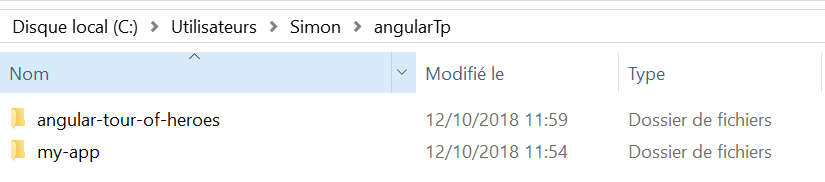 Disque local (C:) > Utilisateurs > Simon > angularTp
Nom Modifié le Type
angular-tour-of-heroes 12/10/2018 11:59 Dossier de fichiers
my-app 12/10/2018 11:54 Dossier de fichiers